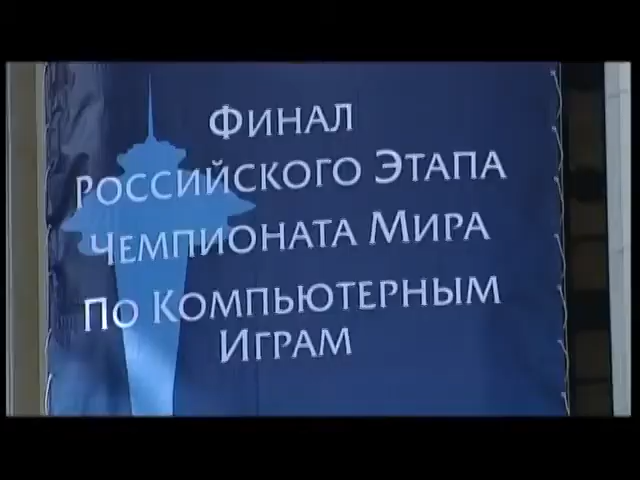 Финал
Российского Этапа
Чемпионата Мира
По Компьютерным
Играм